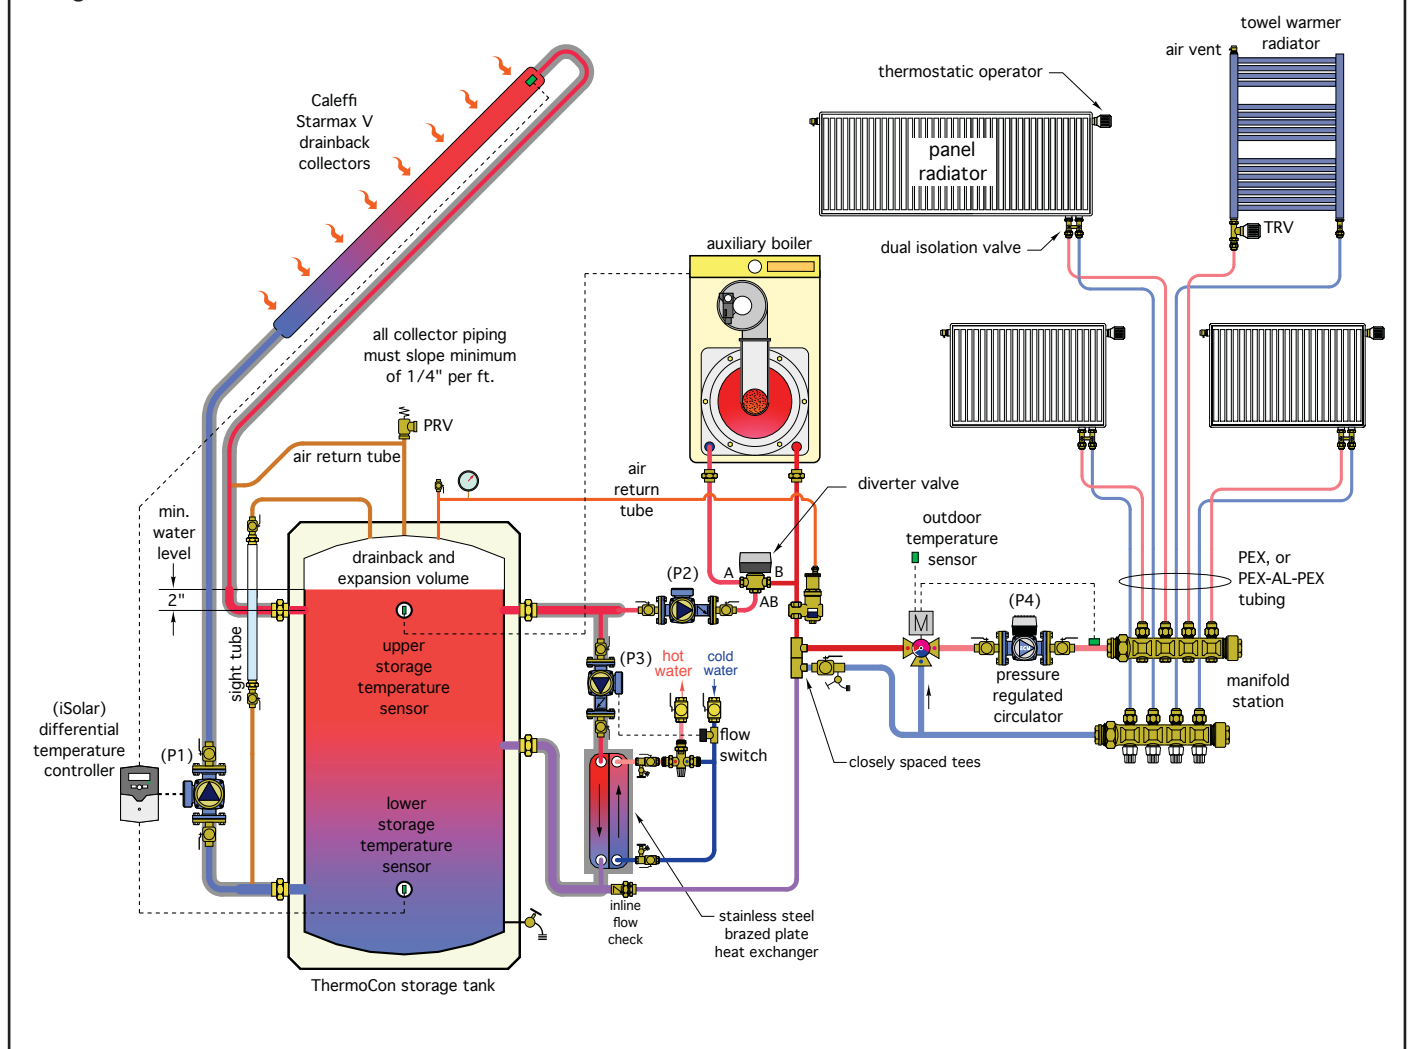 towel warmer
radiator
air vent
thermostatic operator
Caleffi
Starmax V
drainback
collectors
panel
radiator
TRV
dual isolation valve
auxiliary boiler
all collector piping
must slope minimum
of 1/4" per ft.
PRV
air return tube
air
return
tube
diverter valve
min.
water
level
2"
outdoor
temperature
sensor
drainback and
expansion volume
PEX, or
PEX-AL-PEX
tubing
(P2)
A
B
AB
(P4)
M
ECM
upper
storage
temperature
sensor
sight tube
(P3)
hot
water
cold
water
pressure
regulated
circulator
manifold
station
(iSolar)
differential
temperature
controller
(P1)
flow
switch
closely spaced tees
lower
storage
temperature
sensor
inline
flow
check
stainless steel
brazed plate
heat exchanger
ThermoCon storage tank